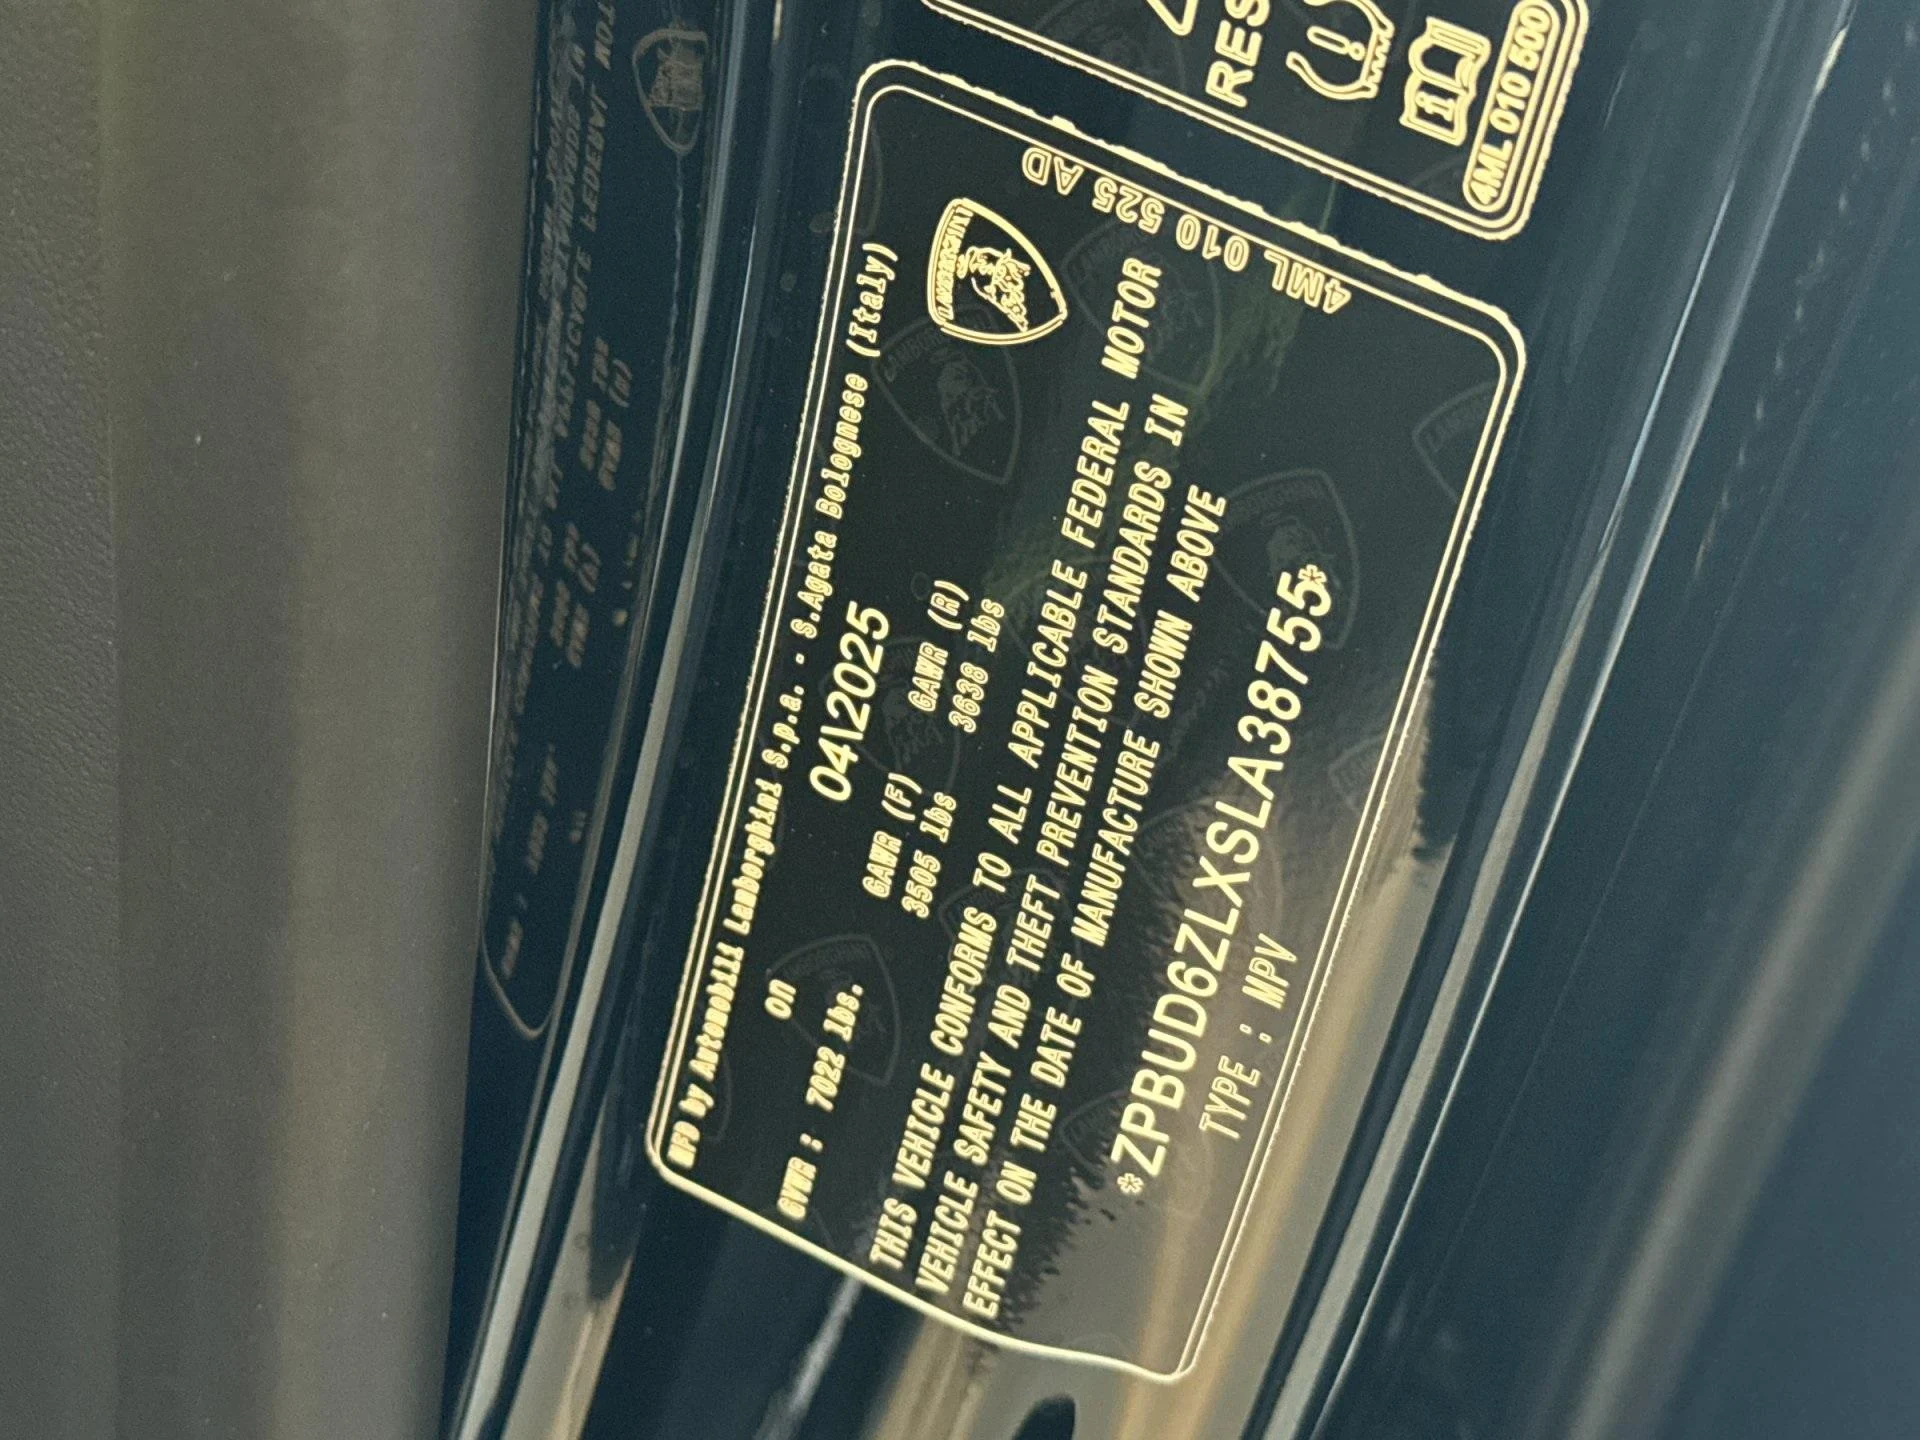 MFD by Automobili Lamborghini S.p.a. - S.Agata Bolognese (Italy)
on 04\2025
GVWR : 7022 lbs.
GAWR (F) GAWR (R)
3505 lbs 3638 lbs
THIS VEHICLE CONFORMS TO ALL APPLICABLE FEDERAL MOTOR
VEHICLE SAFETY AND THEFT PREVENTION STANDARDS IN
EFFECT ON THE DATE OF MANUFACTURE SHOWN ABOVE
*ZPBUD6ZLXSLA38755*
TYPE : MPV
LAMBORGHINI
4ML 010 525 AD
RES
4ML 010 500